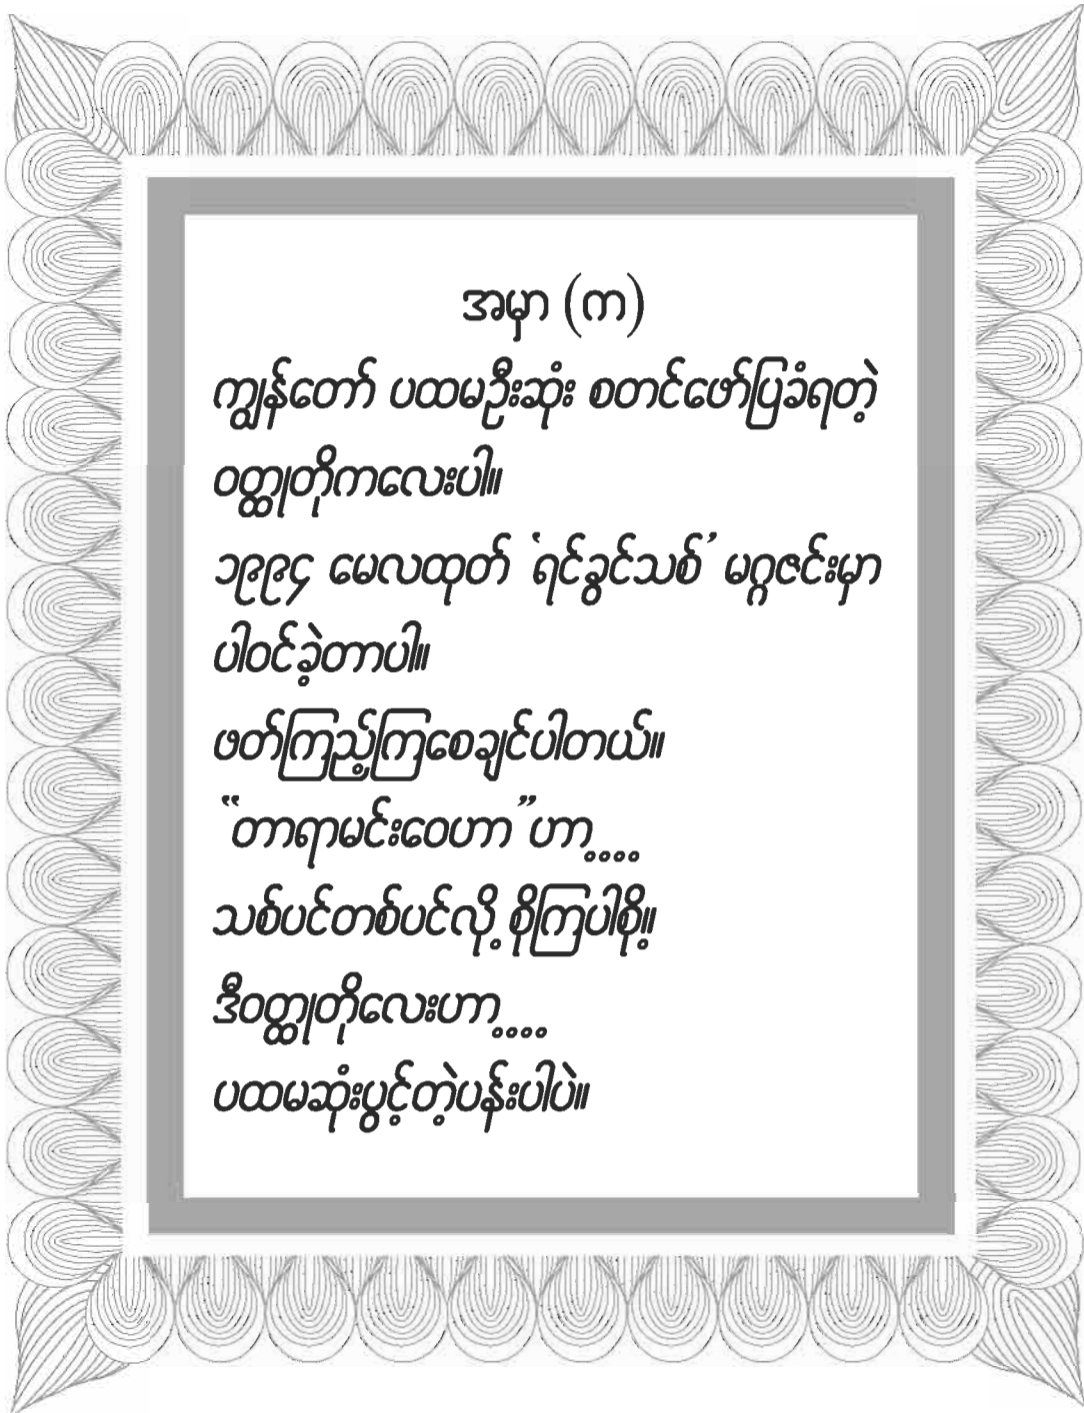 အမှာ (က)
ကျွန်တော် ပထမဦးဆုံး စတင်ဖော်ပြခံရတဲ့
ဝတ္ထုတိုကလေးပါ။
၁၉၉၄ မေလထုတ် ‘ရင်ခွင်သစ်’ မဂ္ဂဇင်းမှာ
ပါဝင်ခဲ့တာပါ။
ဖတ်ကြည့်ကြစေချင်ပါတယ်။
“တာရာမင်းဝေဟာ”ဟာ့့့့
သစ်ပင်တစ်ပင်လို့ စိုကြပါစို့။
ဒီဝတ္ထုတိုလေးဟာ့့့့
ပထမဆုံးပွင့်တဲ့ပန်းပါပဲ။